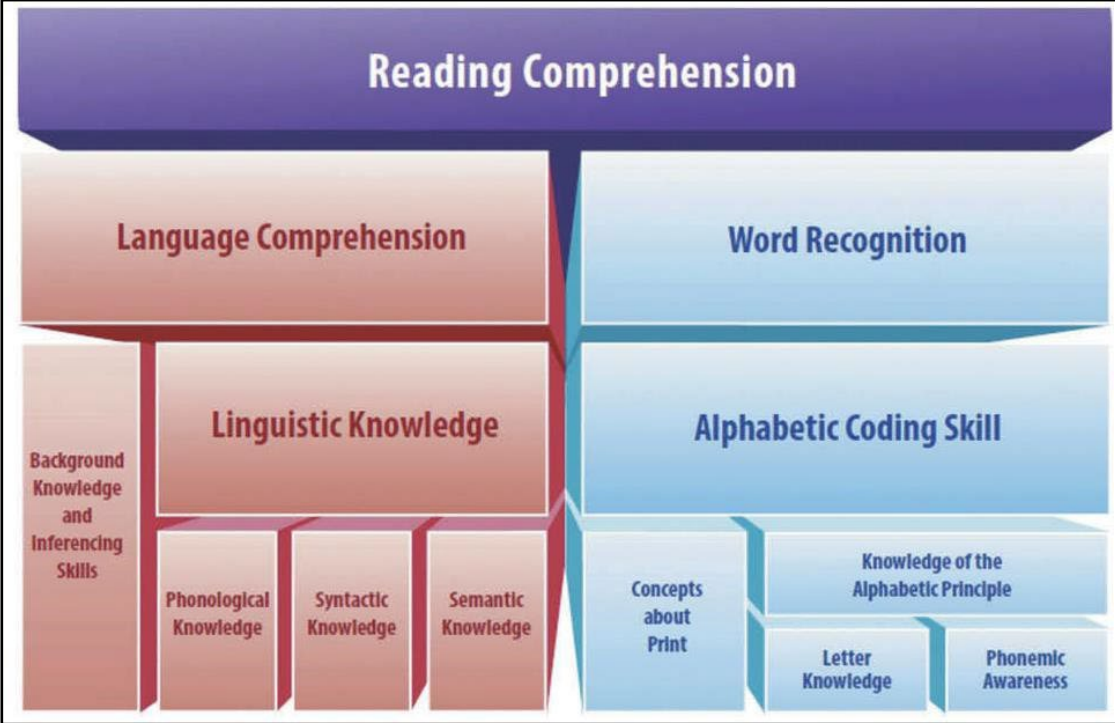 Reading Comprehension
Language Comprehension
Word Recognition
Linguistic Knowledge
Alphabetic Coding Skill
Background
Knowledge
and
Inferencing
Skills
Phonological
Knowledge
Syntactic
Knowledge
Semantic
Knowledge
Concepts
about
Print
Knowledge of the
Alphabetic Principle
Letter
Knowledge
Phonemic
Awareness